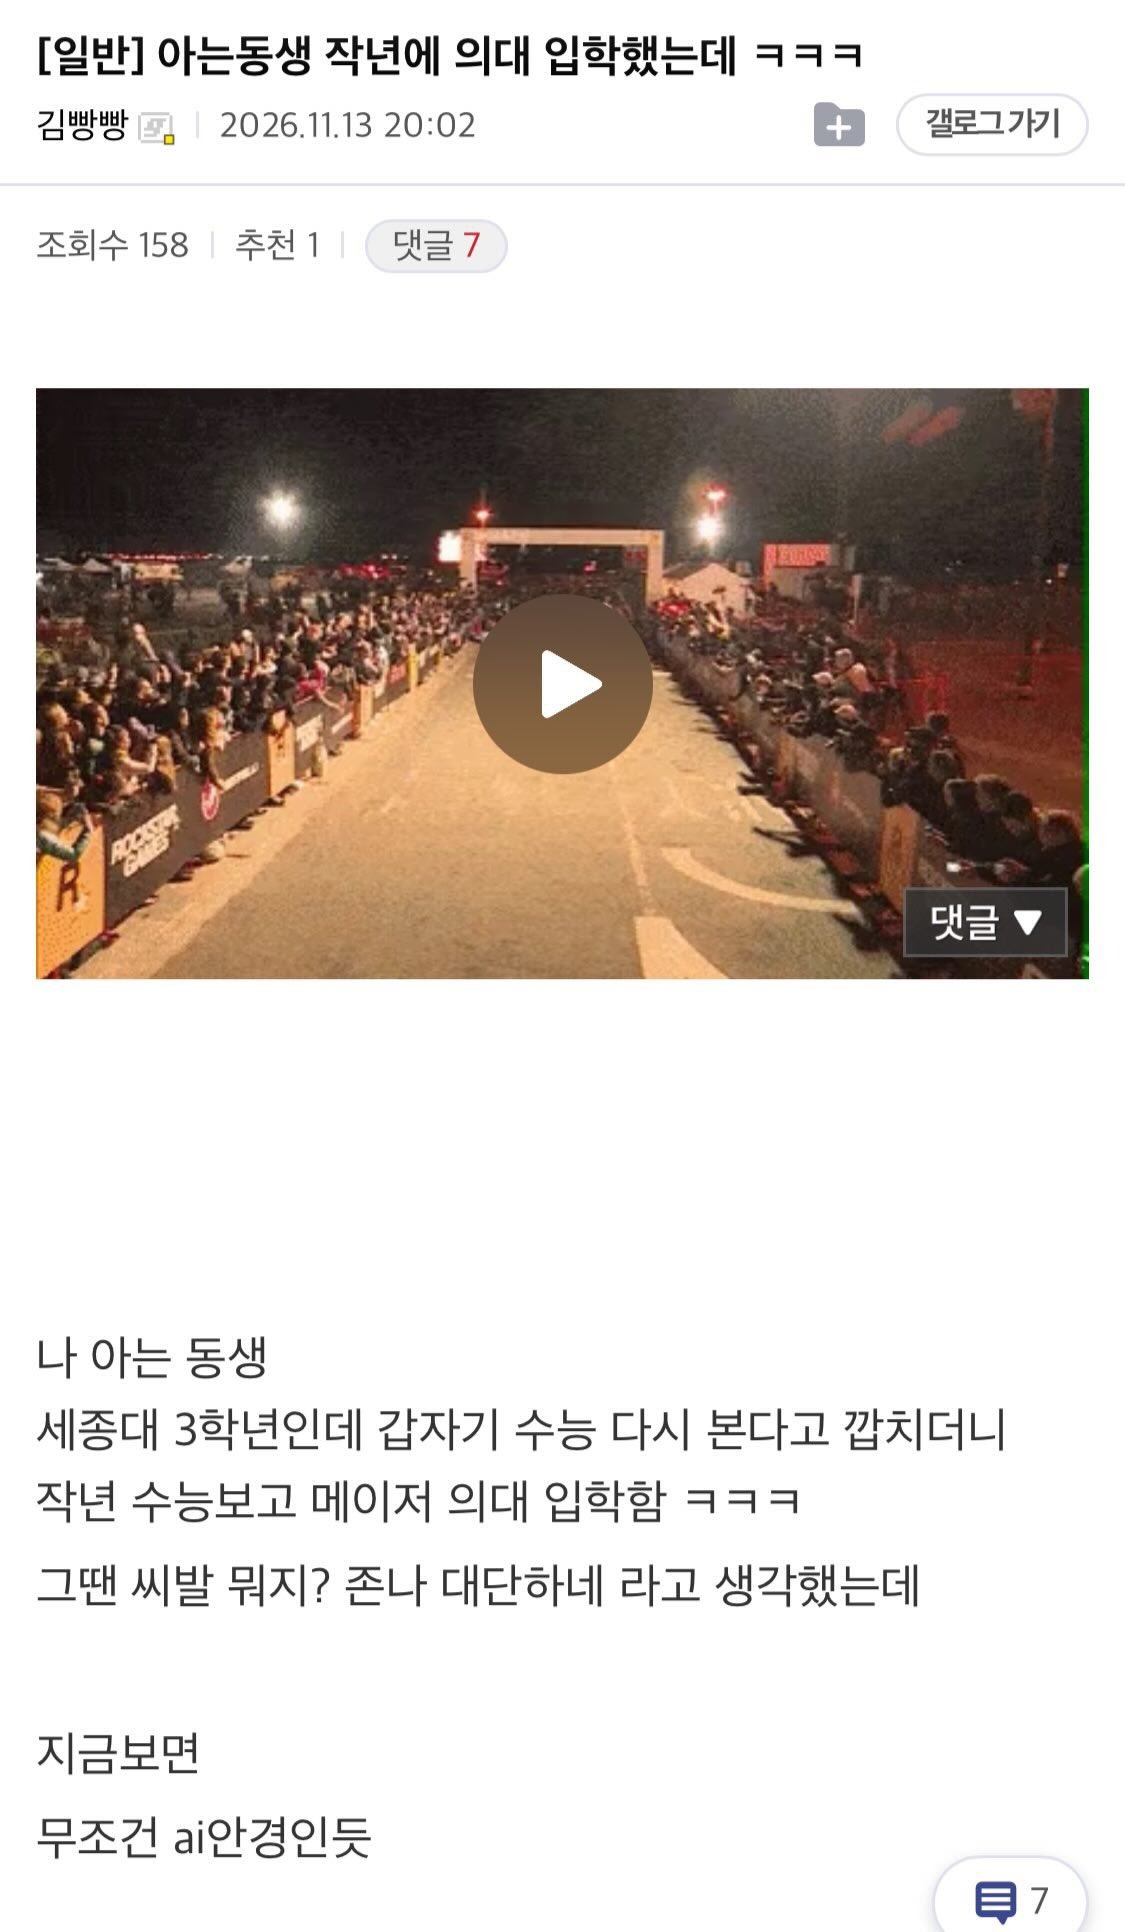 [일반] 아는동생 작년에 의대 입학했는데 ㅋㅋㅋ
김빵빵 2026.11.13 20:02
갤로그 가기
조회수 158 추천 1 댓글 7
ROCKSTAR
GAMES
R
댓글 ▼
나 아는 동생
세종대 3학년인데 갑자기 수능 다시 본다고 깝치더니
작년 수능보고 메이저 의대 입학함 ㅋㅋㅋ
그땐 씨발 뭐지? 존나 대단하네 라고 생각했는데
지금보면
무조건 ai안경인듯
7